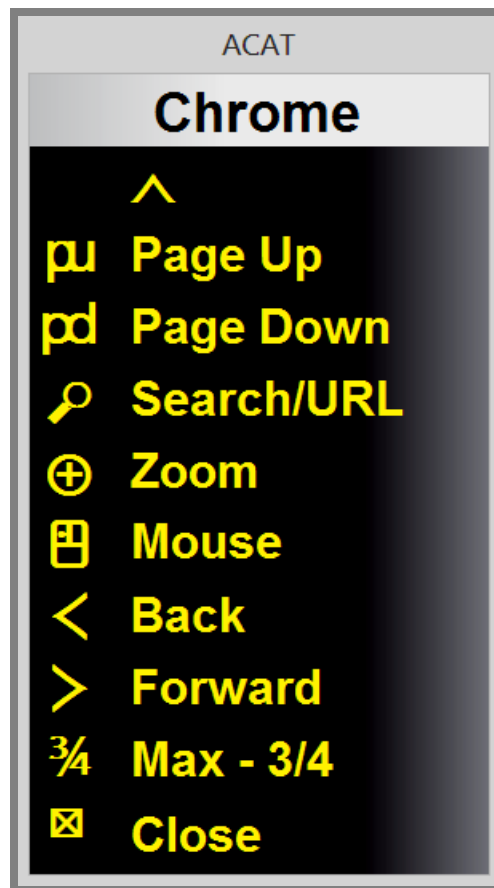 ACAT
Chrome
^
pu Page Up
pd Page Down
Search/URL
Zoom
Mouse
< Back
> Forward
¾ Max - 3/4
Close